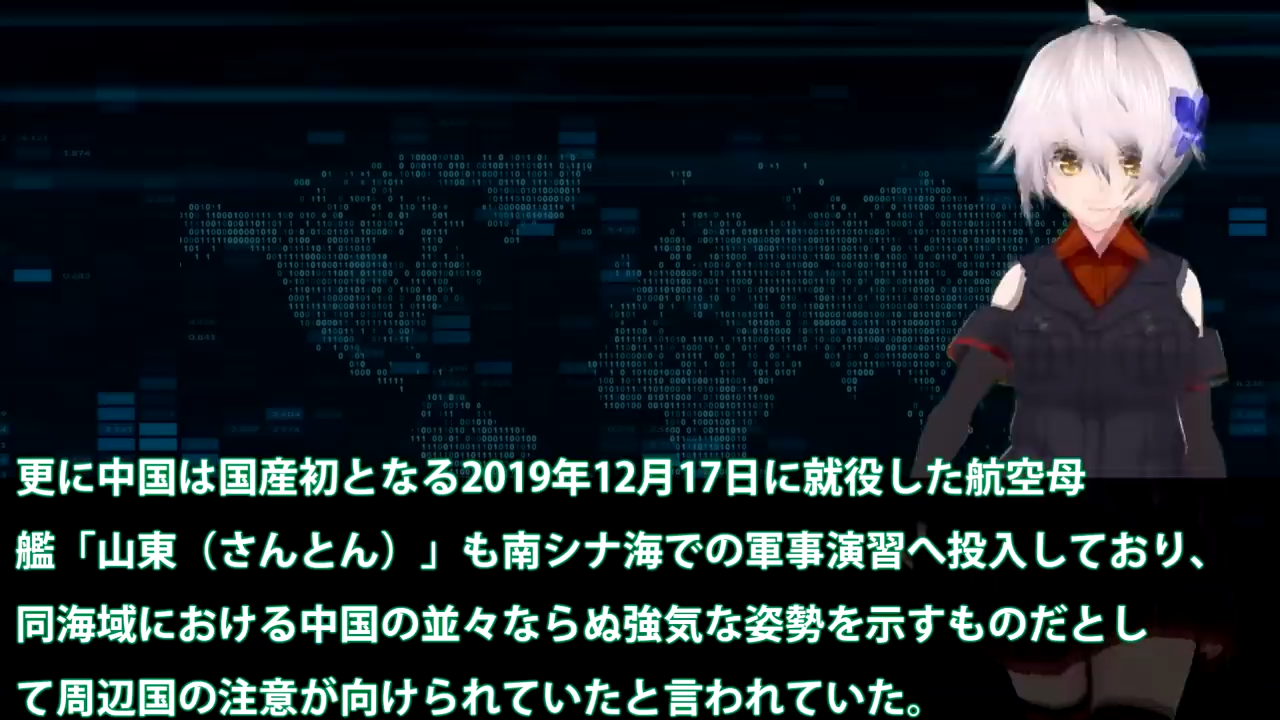 更に中国は国産初となる2019年12月17日に就役した航空母
艦「山東（さんとん）」も南シナ海での軍事演習へ投入しており、
同海域における中国の並々ならぬ強気な姿勢を示すものだとし
て周辺国の注意が向けられていたと言われていた。